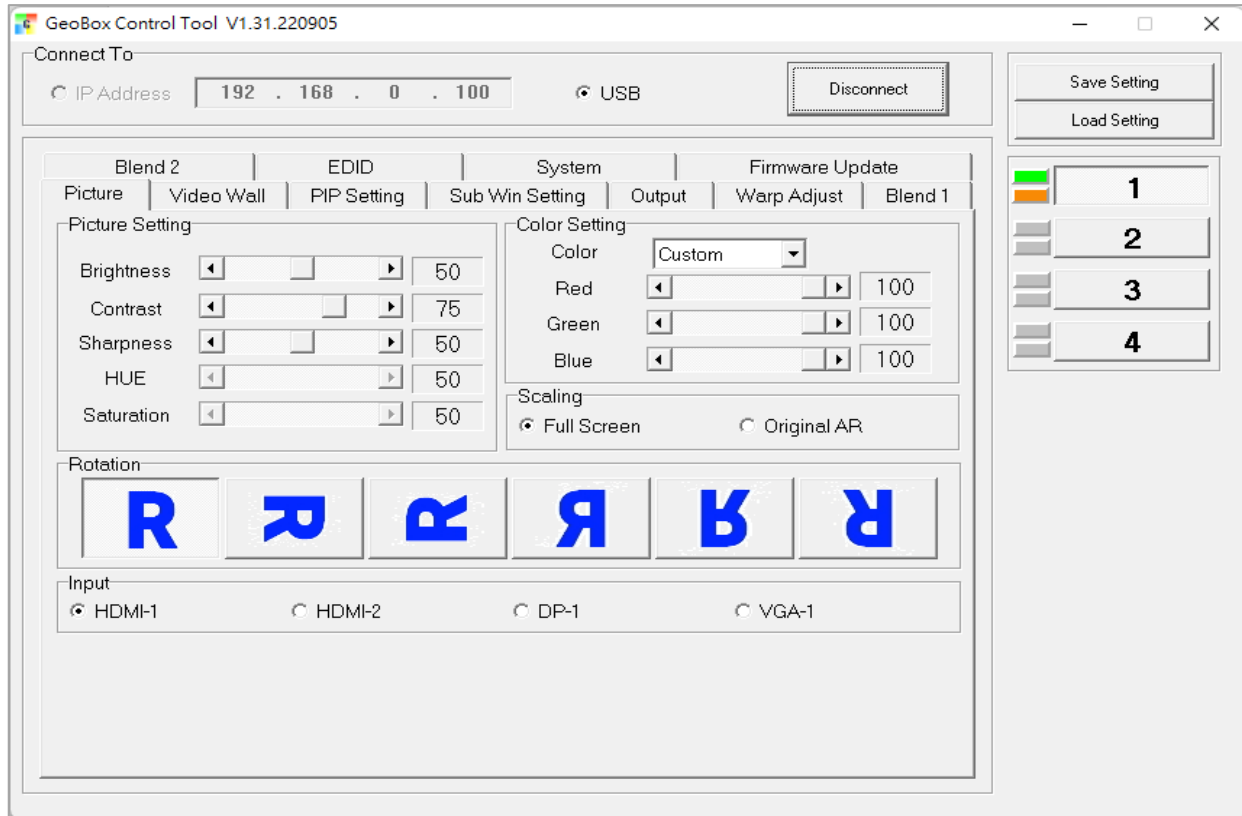 GeoBox Control Tool V1.31.220905
Connect To
IP Address 192 . 168 . 0 . 100 USB Disconnect
Save Setting
Load Setting
Blend 2 EDID System Firmware Update
Picture Video Wall PIP Setting Sub Win Setting Output Warp Adjust Blend 1
Picture Setting
Brightness 50
Contrast 75
Sharpness 50
HUE 50
Saturation 50
Color Setting
Color Custom
Red 100
Green 100
Blue 100
Scaling
Full Screen Original AR
Rotation
R R R R R R
Input
HDMI-1 HDMI-2 DP-1 VGA-1
1
2
3
4